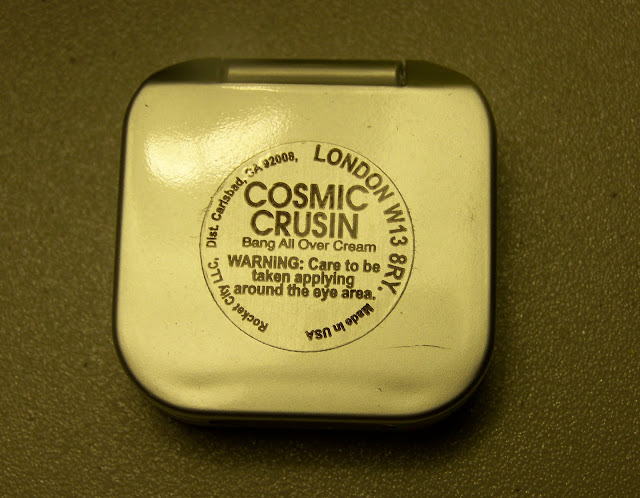 Rocket City LLC, Dist. Carlsbad, CA 92008, LONDON W13 8RY.
COSMIC
CRUSIN
Bang All Over Cream
WARNING: Care to be
taken applying
around the eye area.
Made in USA